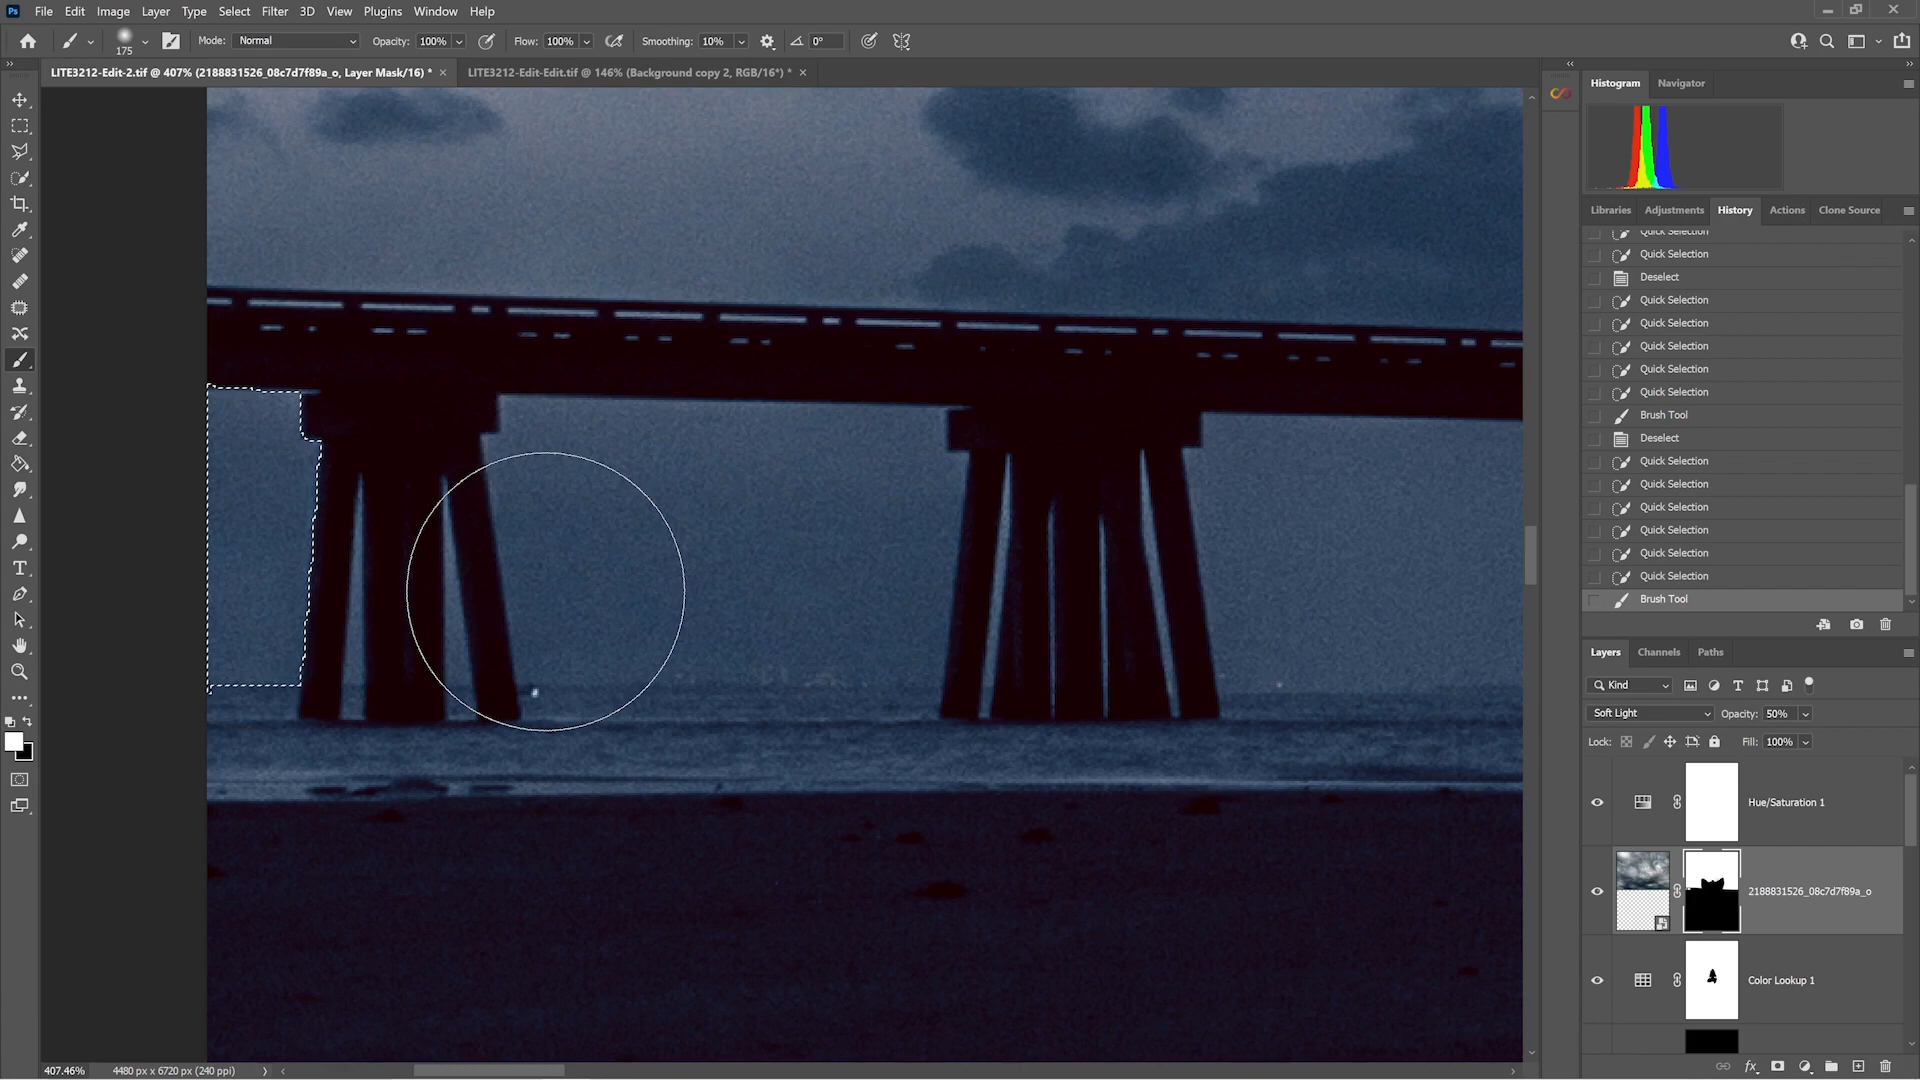 Ps File Edit Image Layer Type Select Filter 3D View Plugins Window Help
175 Mode: Normal Opacity: 100% Flow: 100% Smoothing: 10% 0°
LITE3212-Edit-2.tif @ 407% (2188831526_08c7d7f89a_o, Layer Mask/16) * × LITE3212-Edit-Edit.tif @ 146% (Background copy 2, RGB/16*) * ×
Histogram Navigator
Libraries Adjustments History Actions Clone Source
Quick Selection
Quick Selection
Deselect
Quick Selection
Quick Selection
Quick Selection
Quick Selection
Quick Selection
Brush Tool
Deselect
Quick Selection
Quick Selection
Quick Selection
Quick Selection
Quick Selection
Quick Selection
Brush Tool
Layers Channels Paths
Kind
Soft Light Opacity: 50%
Lock: Fill: 100%
Hue/Saturation 1
2188831526_08c7d7f89a_o
Color Lookup 1
407.46% 4480 px x 6720 px (240 ppi)